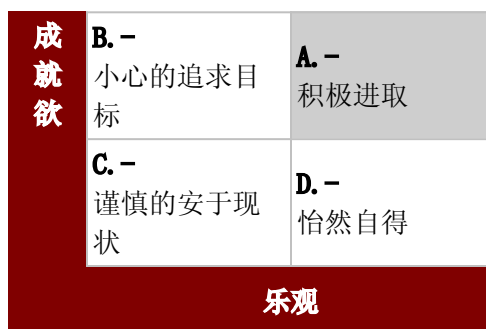 成
就
欲
B.-
小心的追求目
标
A.-
积极进取
C.-
谨慎的安于现
状
D.-
怡然自得
乐观